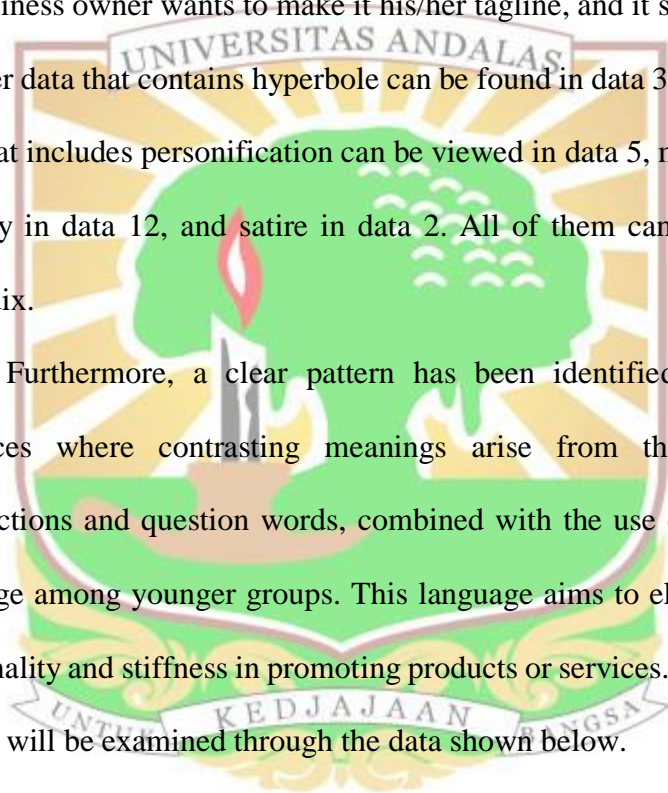 iness owner wants to make it his/her tagline, and it s
UNIVERSITAS ANDALAS
er data that contains hyperbole can be found in data 3
at includes personification can be viewed in data 5, 
y in data 12, and satire in data 2. All of them can
ix.
Furthermore, a clear pattern has been identified
ces where contrasting meanings arise from th
ctions and question words, combined with the use
ge among younger groups. This language aims to el
nality and stiffness in promoting products or services.
UNTUK KEDJAJAAN BANGSA
will be examined through the data shown below.